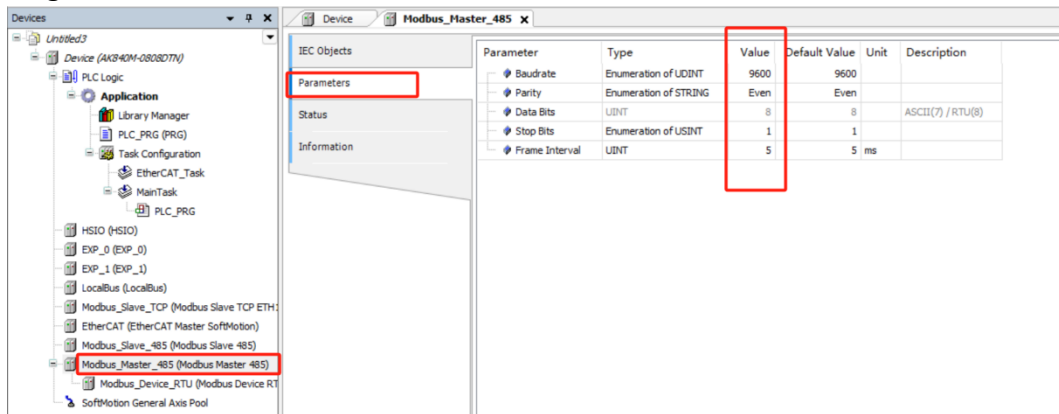 Devices
Untitled3
Device (AK840M-0808DTN)
PLC Logic
Application
Library Manager
PLC_PRG (PRG)
Task Configuration
EtherCAT_Task
MainTask
PLC_PRG
HSIO (HSIO)
EXP_0 (EXP_0)
EXP_1 (EXP_1)
LocalBus (LocalBus)
Modbus_Slave_TCP (Modbus Slave TCP ETH
EtherCAT (EtherCAT Master SoftMotion)
Modbus_Slave_485 (Modbus Slave 485)
Modbus_Master_485 (Modbus Master 485)
Modbus_Device_RTU (Modbus Device RT
SoftMotion General Axis Pool
Device Modbus_Master_485
IEC Objects
Parameters
Status
Information
Parameter Type Value Default Value Unit Description
Baudrate Enumeration of UDINT 9600 9600
Parity Enumeration of STRING Even Even
Data Bits UINT 8 8 ASCII(7) / RTU(8)
Stop Bits Enumeration of USINT 1 1
Frame Interval UINT 5 5 ms